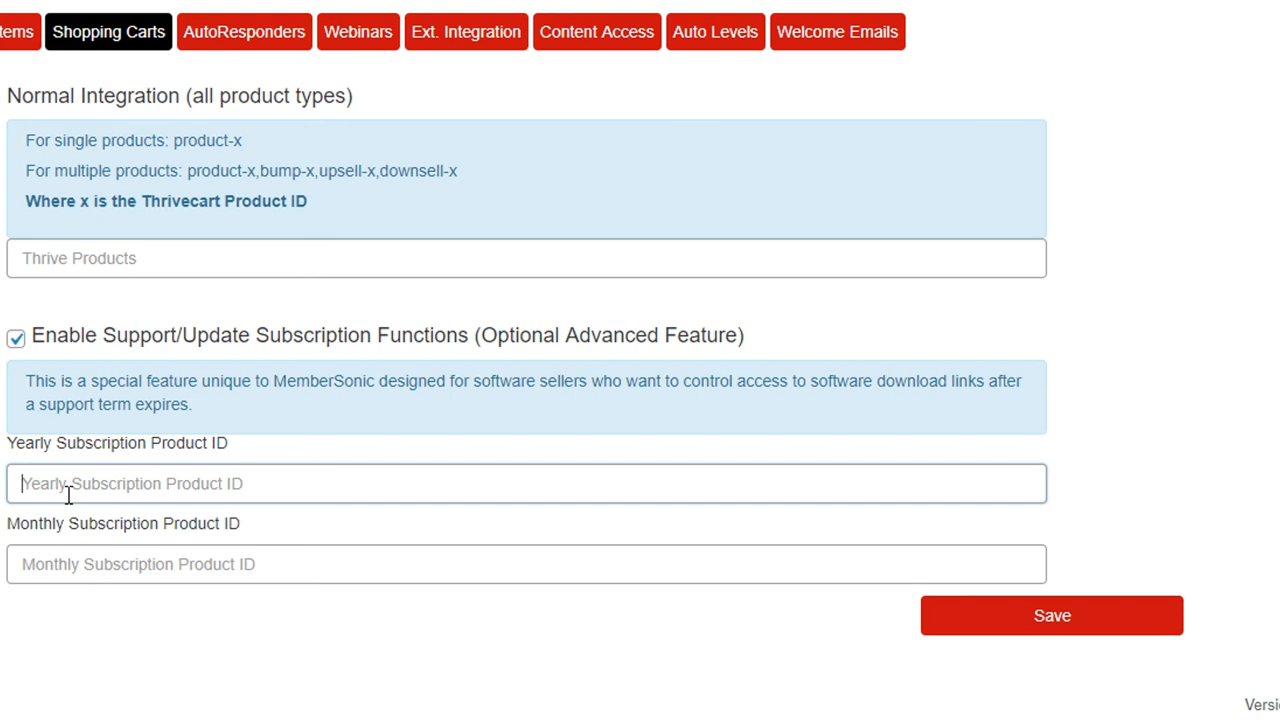 tems Shopping Carts AutoResponders Webinars Ext. Integration Content Access Auto Levels Welcome Emails
Normal Integration (all product types)
For single products: product-x
For multiple products: product-x,bump-x,upsell-x,downsell-x
Where x is the Thrivecart Product ID
Thrive Products
Enable Support/Update Subscription Functions (Optional Advanced Feature)
This is a special feature unique to MemberSonic designed for software sellers who want to control access to software download links after
a support term expires.
Yearly Subscription Product ID
Yearly Subscription Product ID
Monthly Subscription Product ID
Monthly Subscription Product ID
Save
Versi